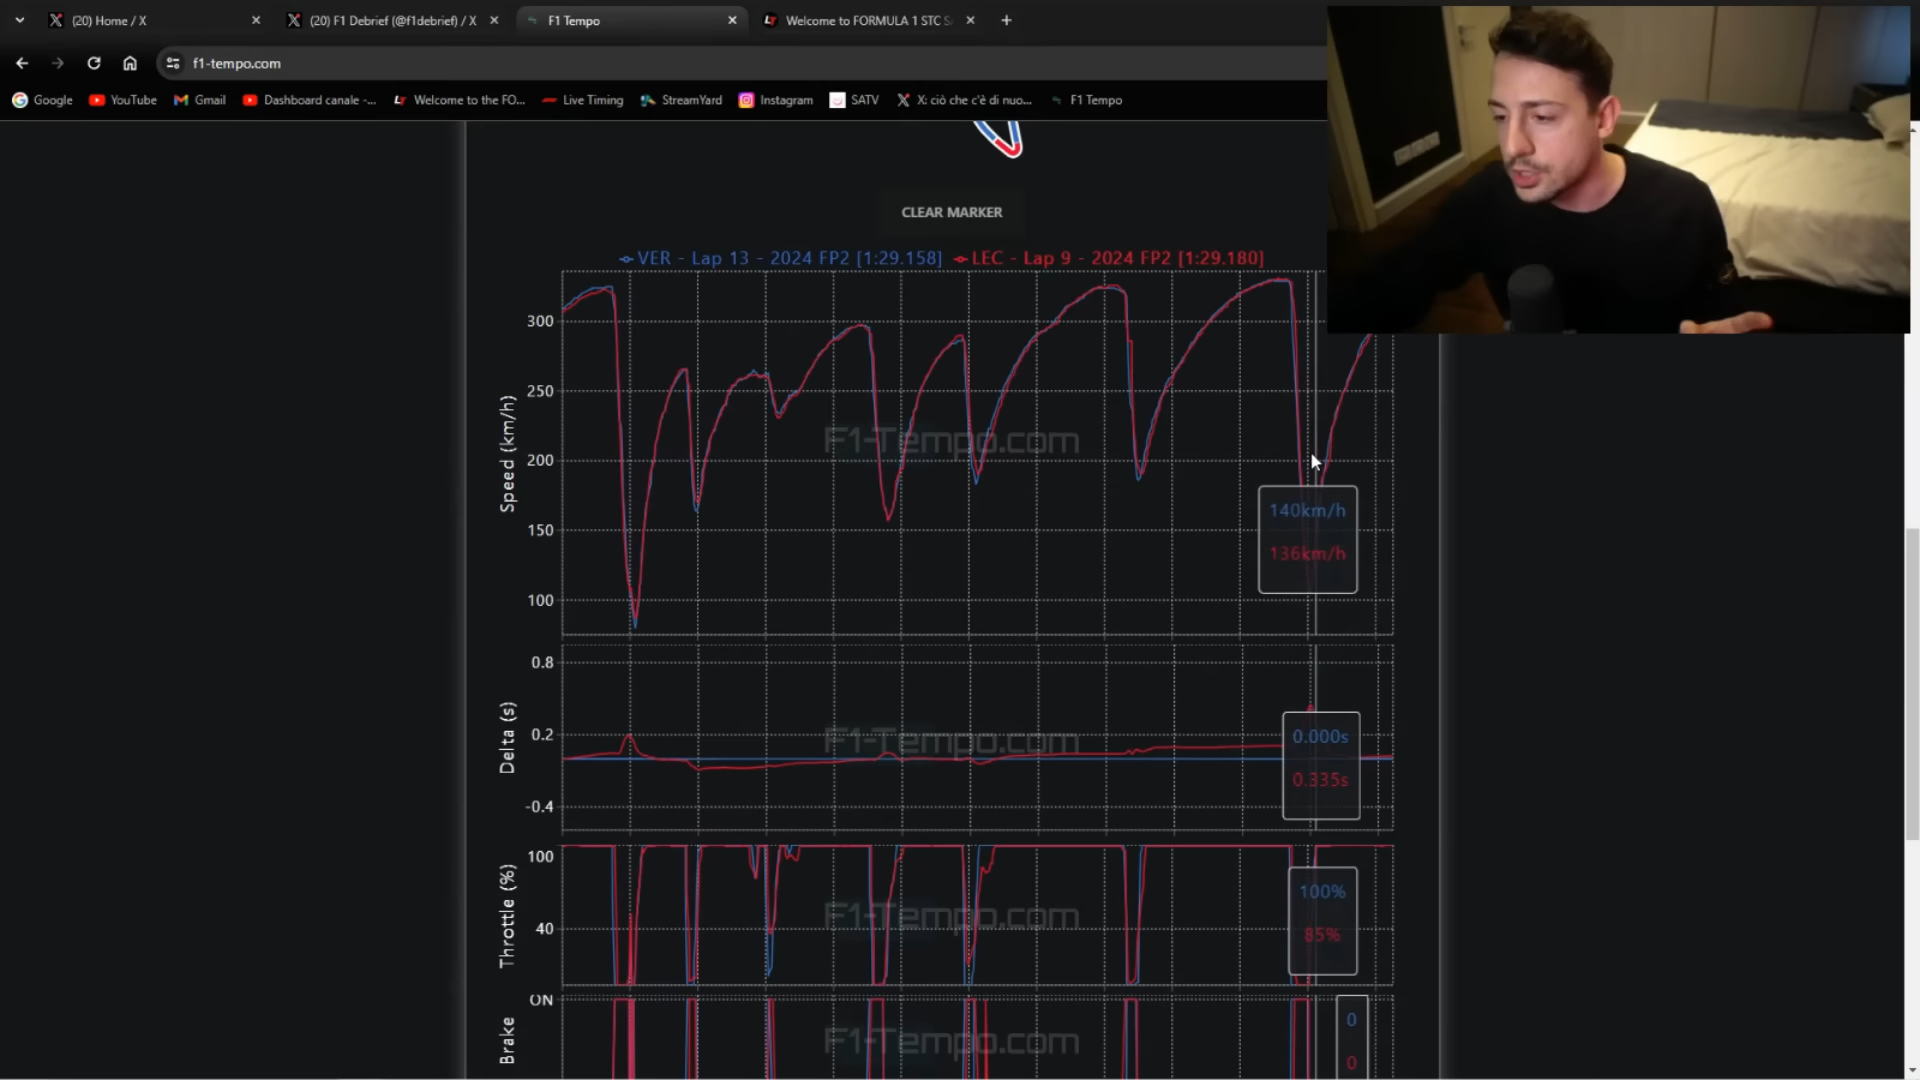 (20) Home / X
(20) F1 Debrief (@f1debrief) / X
F1 Tempo
Welcome to FORMULA 1 STC S
f1-tempo.com
Google
YouTube
Gmail
Dashboard canale -...
Welcome to the FO...
Live Timing
StreamYard
Instagram
SATV
X: ciò che c'è di nuo...
F1 Tempo
CLEAR MARKER
VER - Lap 13 - 2024 FP2 [1:29.158]
LEC - Lap 9 - 2024 FP2 [1:29.180]
Speed (km/h)
300
250
200
150
100
F1-Tempo.com
140km/h
136km/h
Delta (s)
0.8
0.2
-0.4
F1-Tempo.com
0.000s
0.335s
Throttle (%)
100
40
F1-Tempo.com
100%
85%
Brake
ON
F1-Tempo.com
0
0